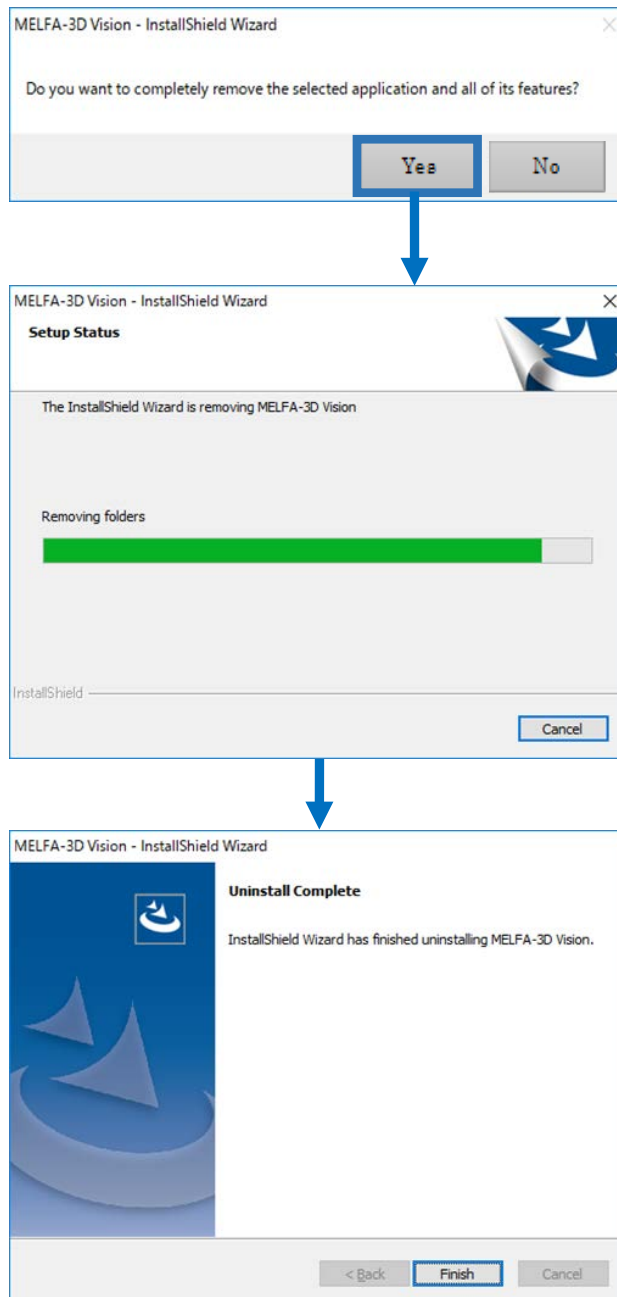 MELFA-3D Vision - InstallShield Wizard
Do you want to completely remove the selected application and all of its features?
Yes
No
MELFA-3D Vision - InstallShield Wizard
Setup Status
The InstallShield Wizard is removing MELFA-3D Vision
Removing folders
InstallShield
Cancel
MELFA-3D Vision - InstallShield Wizard
Uninstall Complete
InstallShield Wizard has finished uninstalling MELFA-3D Vision.
< Back
Finish
Cancel